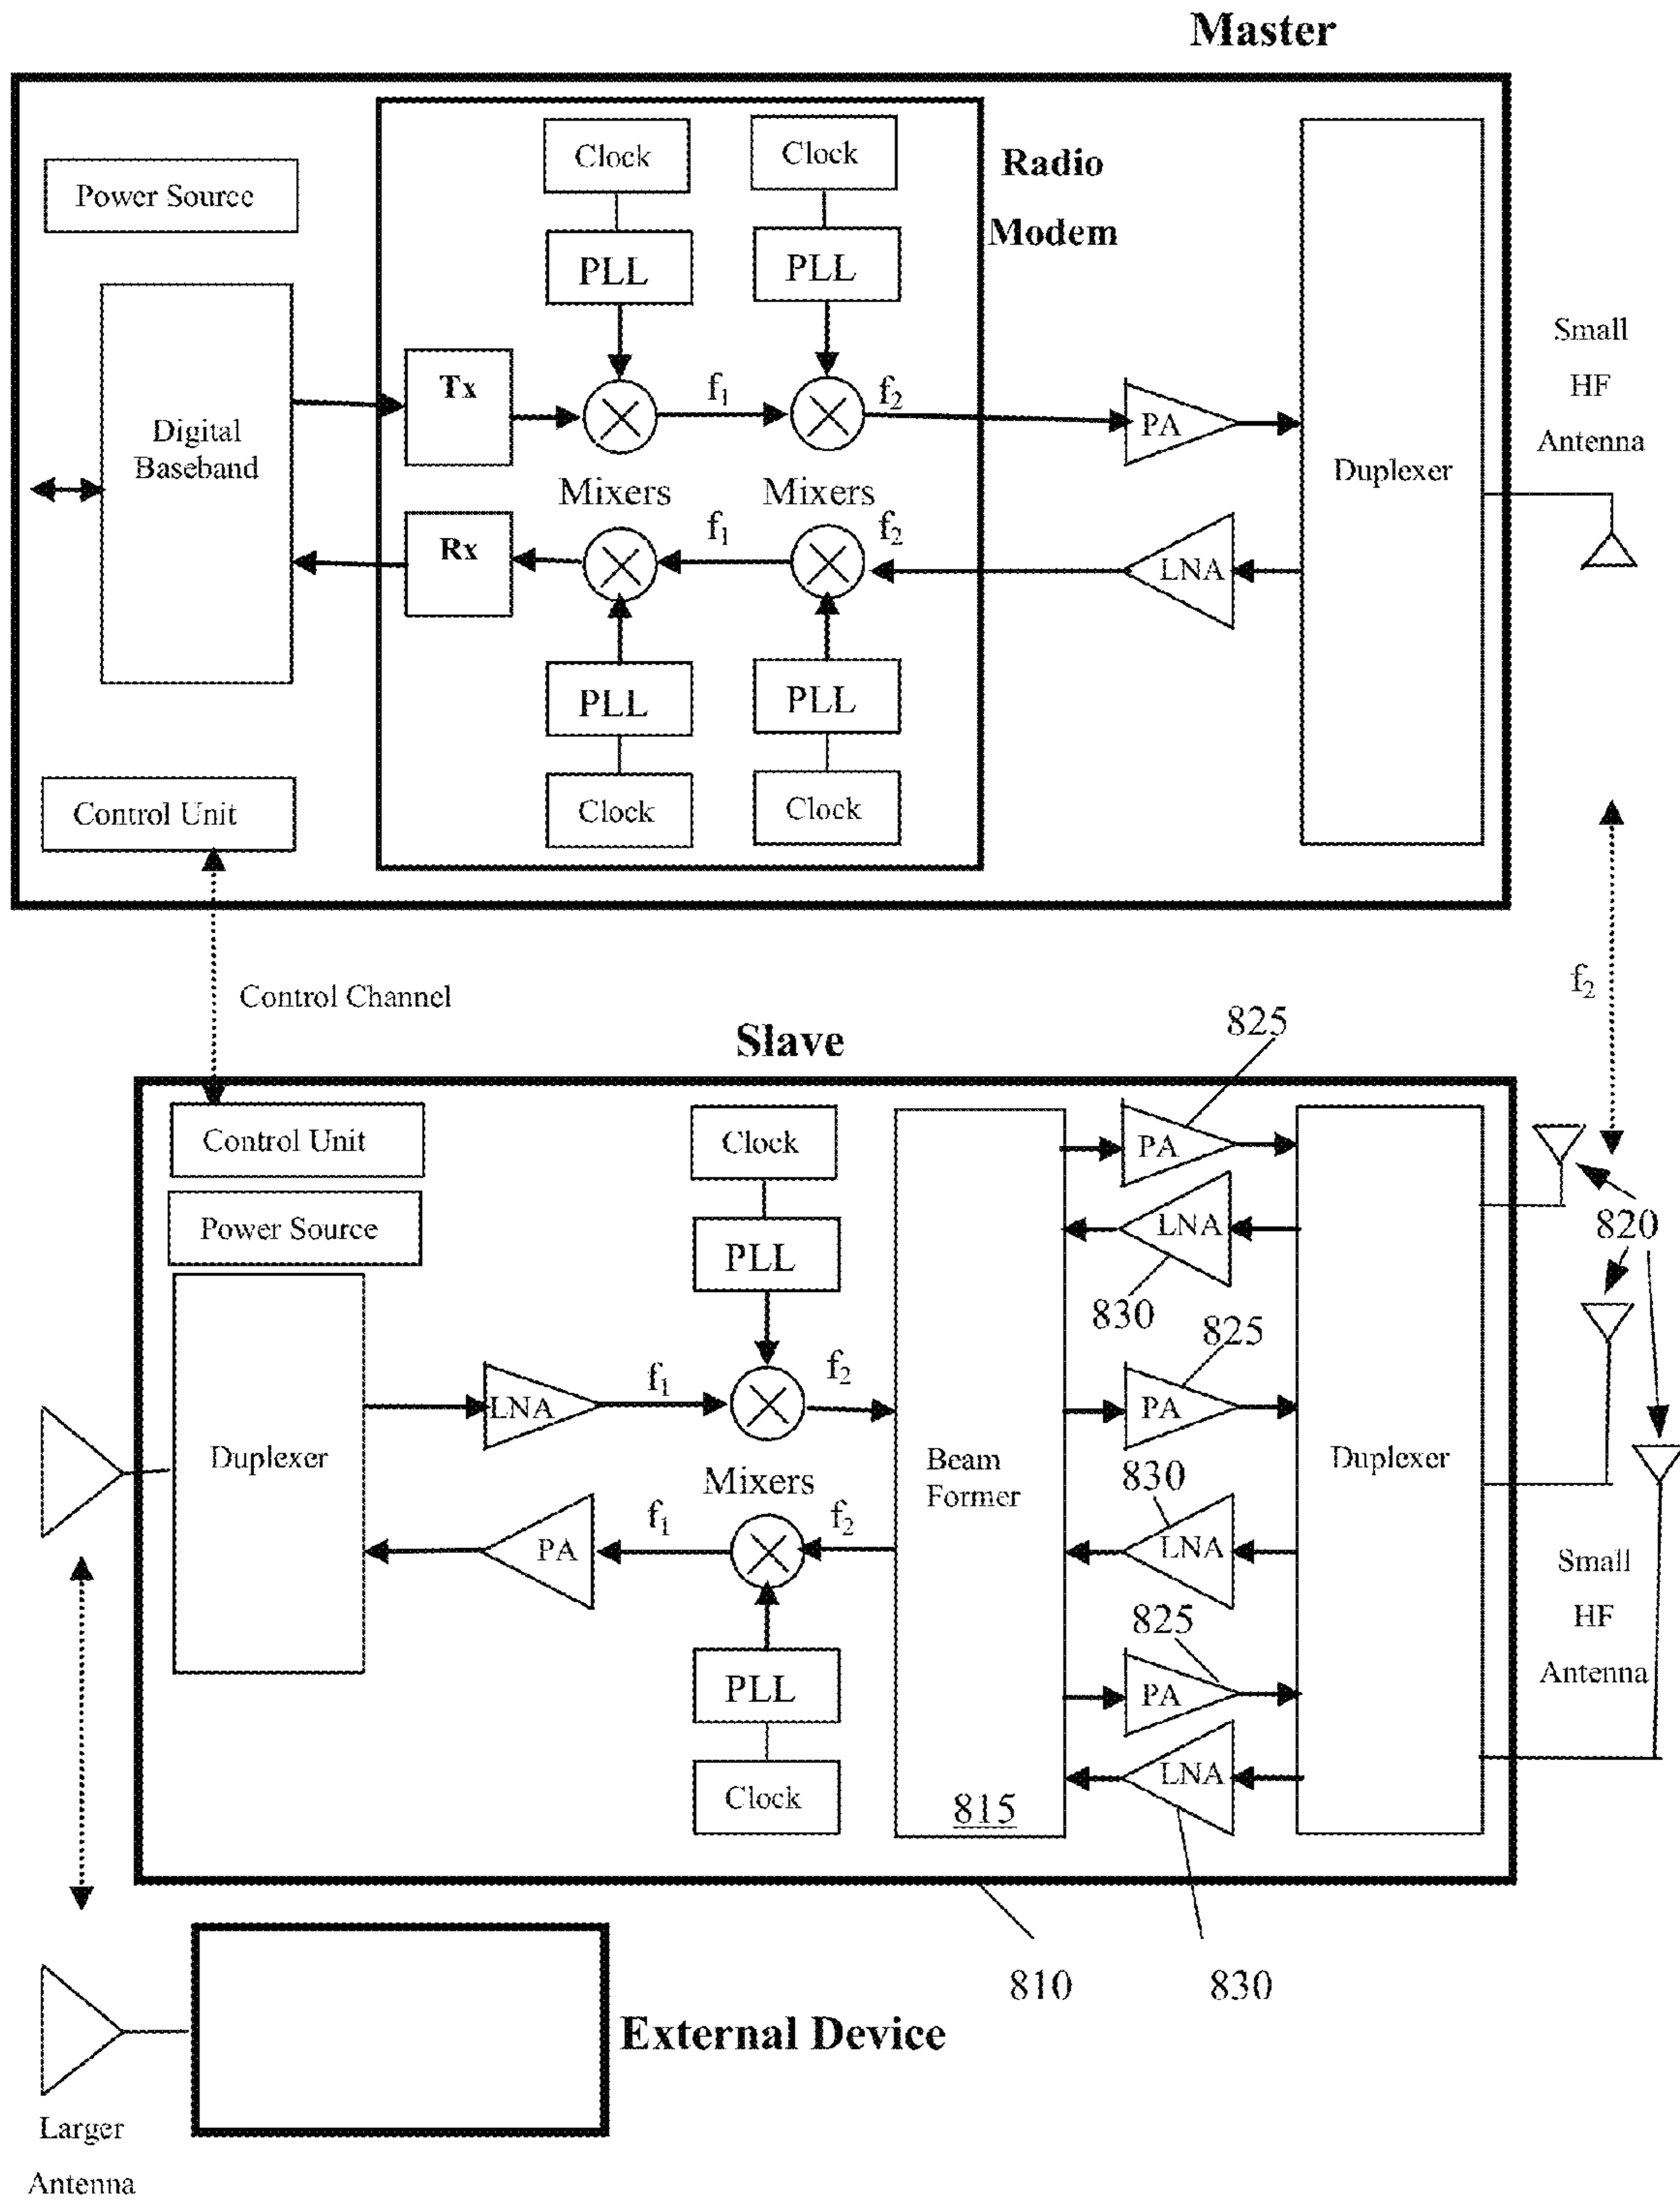 Master
Clock
Clock
Radio
Modem
Power Source
PLL
PLL
Small
HF
Antenna
Tx
f1
f2
PA
Digital
Baseband
Mixers
Mixers
Duplexer
Rx
f1
f2
LNA
PLL
PLL
Control Unit
Clock
Clock
Control Channel
f2
Slave
825
Control Unit
Clock
PA
Power Source
PLL
LNA
820
830
825
f1
f2
LNA
PA
Duplexer
Mixers
Beam
Former
830
Duplexer
f1
f2
PA
LNA
Small
HF
Antenna
825
PLL
PA
Clock
815
LNA
810
830
External Device
Larger
Antenna